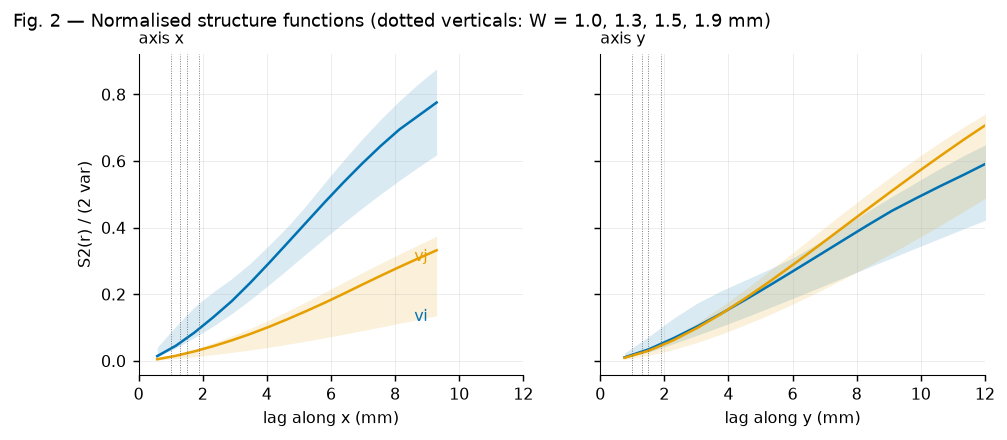 Fig. 2 — Normalised structure functions (dotted verticals: W = 1.0, 1.3, 1.5, 1.9 mm)
axis x
axis y
S2(r) / (2 var)
0.8
0.6
0.4
0.2
0.0
vj
vi
0 2 4 6 8 10 12
0 2 4 6 8 10 12
lag along x (mm)
lag along y (mm)